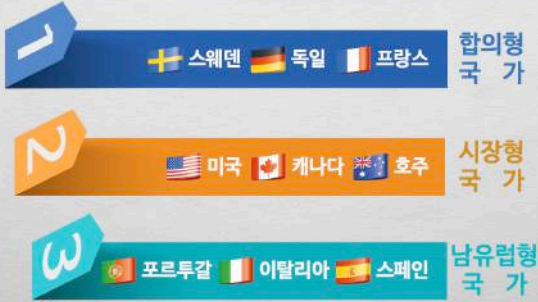 1 스웨덴 독일 프랑스 합의형 국 가
2 미국 캐나다 호주 시장형 국 가
3 포르투갈 이탈리아 스페인 남유럽형 국 가